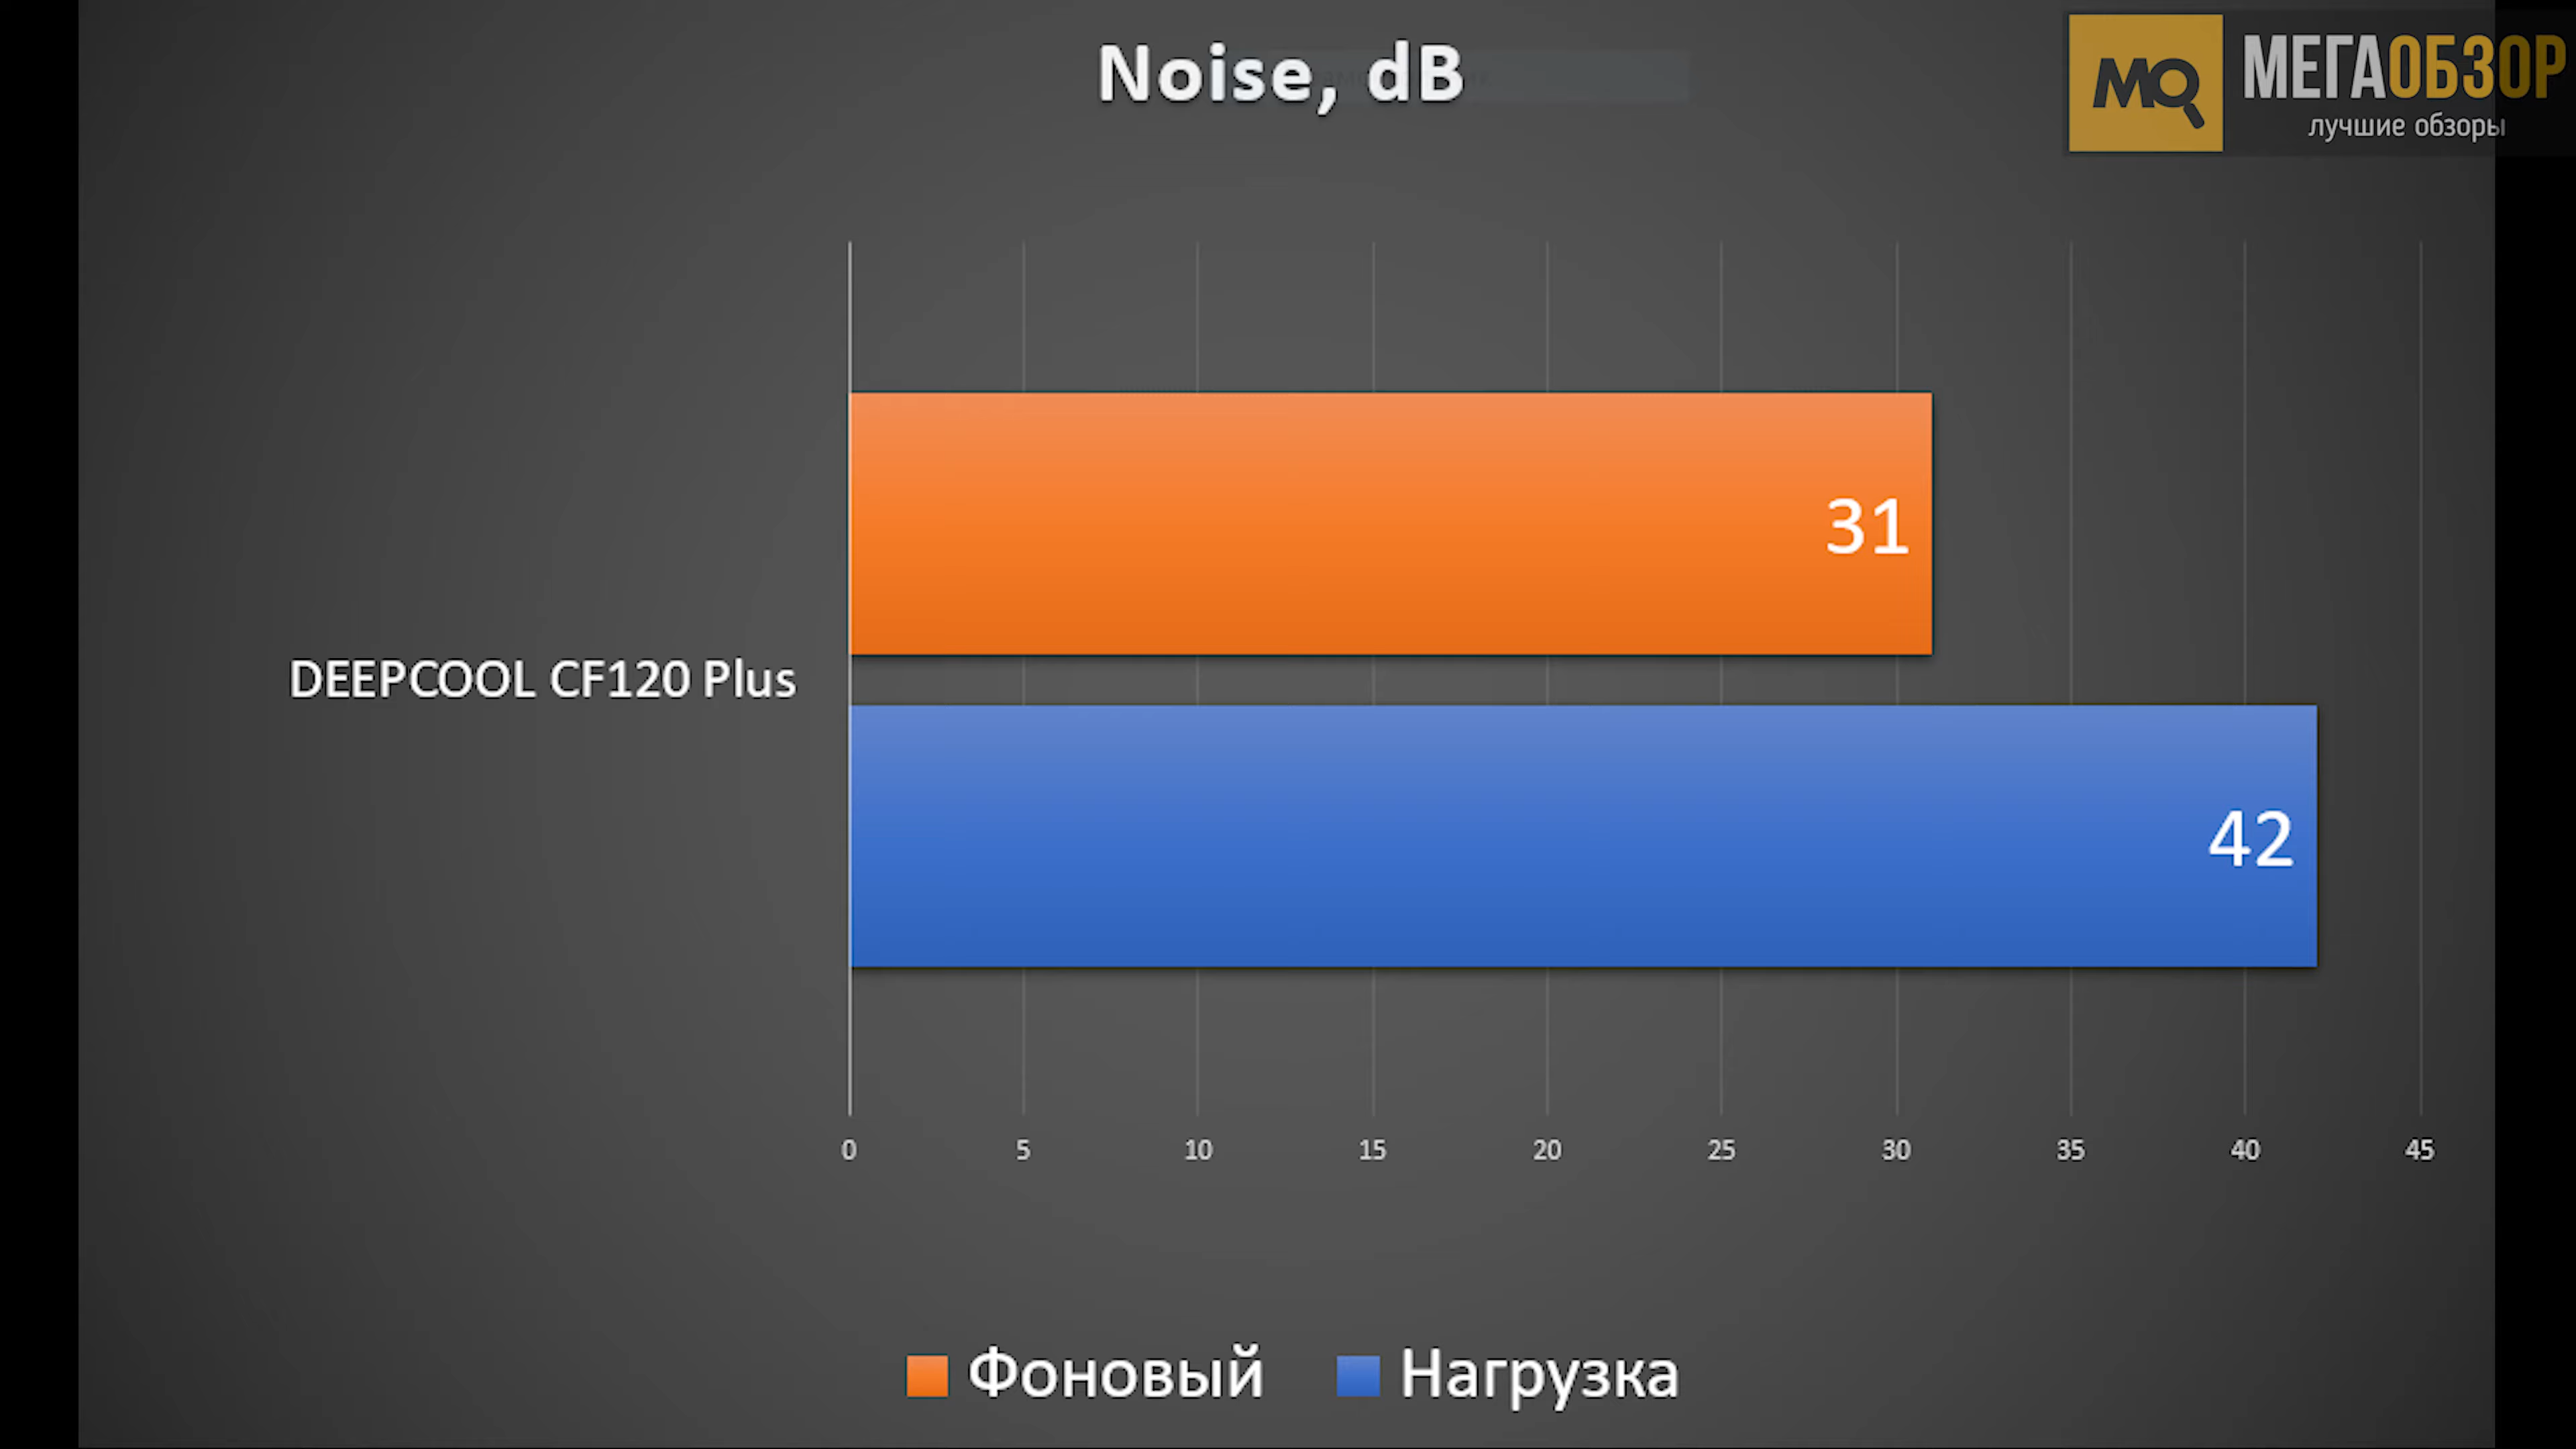 Noise, dB
MQ МЕГАОБЗОР
лучшие обзоры
31
DEEPCOOL CF120 Plus
42
0 5 10 15 20 25 30 35 40 45
Фоновый Нагрузка